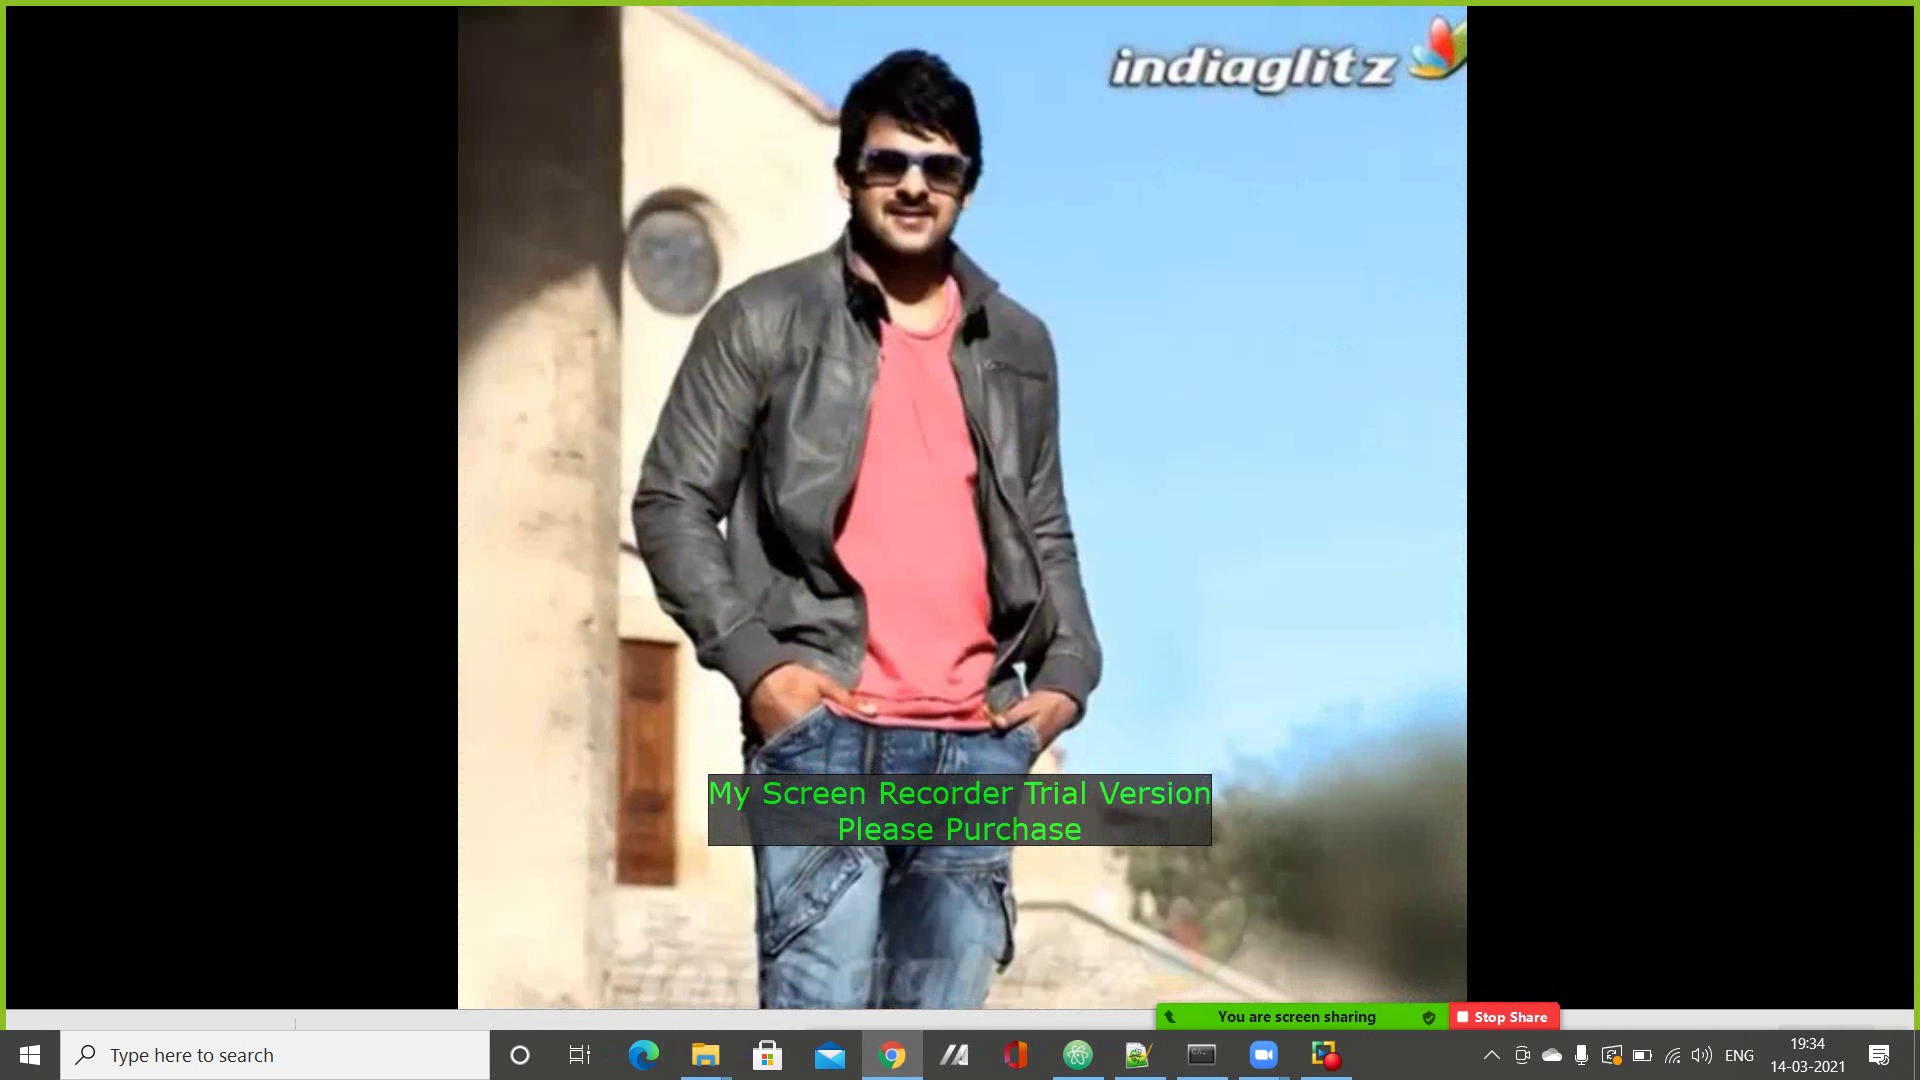 indiaglitz
My Screen Recorder Trial Version
Please Purchase
You are screen sharing
Stop Share
Type here to search
ENG
19:34
14-03-2021